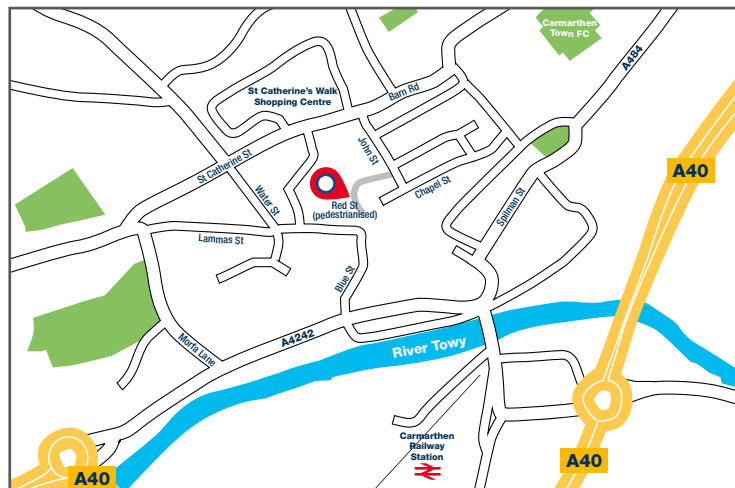 Carmarthen
Town FC
A484
St Catherine's Walk
Shopping Centre
Barn Rd
John St
St Catherine St
A40
Water St
Chapel St
Red St
(pedestrianised)
Spilman St
Lammas St
Blue St
A4242
Morfa Lane
River Towy
Carmarthen
Railway
Station
A40
A40